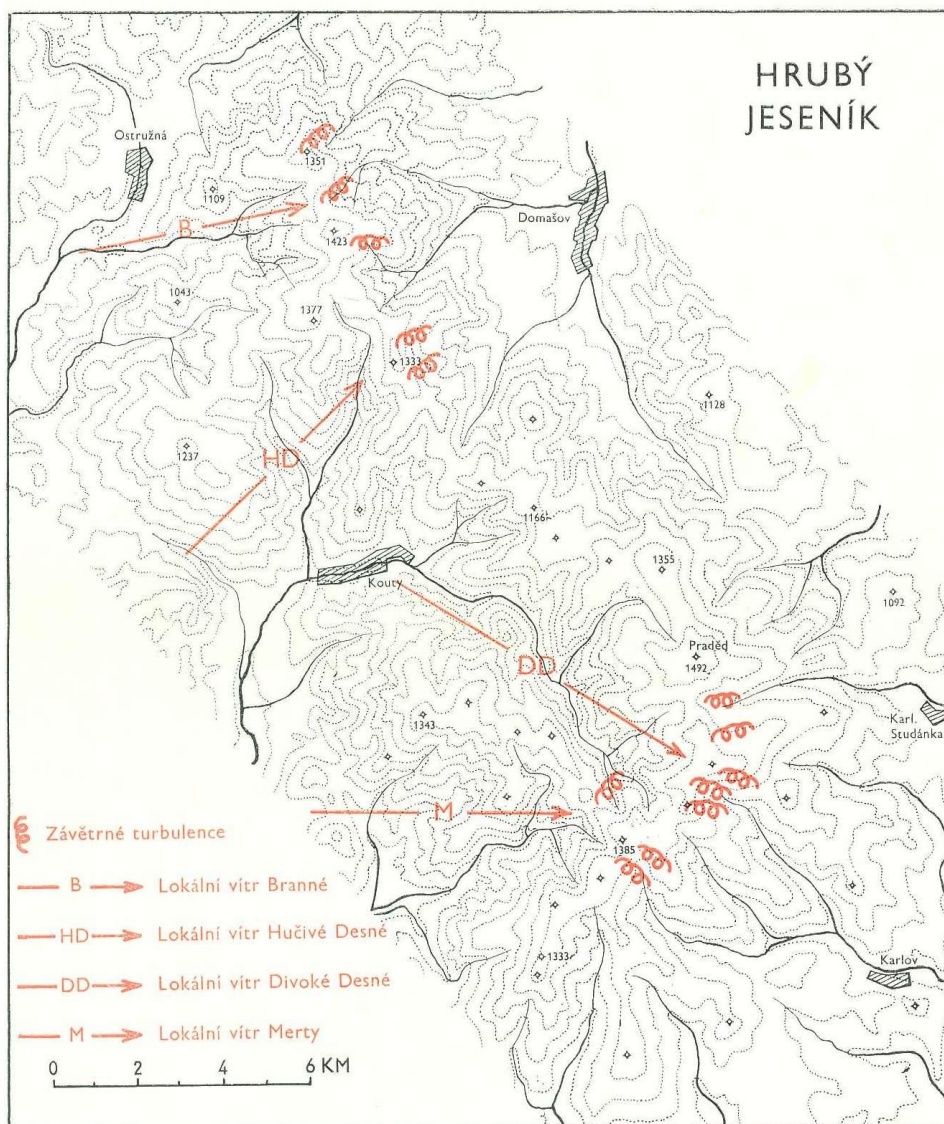 HRUBÝ
JESENÍK
Ostružná
1351
1109
B
Domašov
1423
1043
1377
1333
1128
1237
HD
1166
1355
Kouty
1092
Praděd
1492
DD
1343
Karl.
Studánka
M
1385
Závětrné turbulence
B Lokální vítr Branné
HD Lokální vítr Hučivé Desné
1333
Karlov
DD Lokální vítr Divoké Desné
M Lokální vítr Merty
0 1 2 3 6 KM